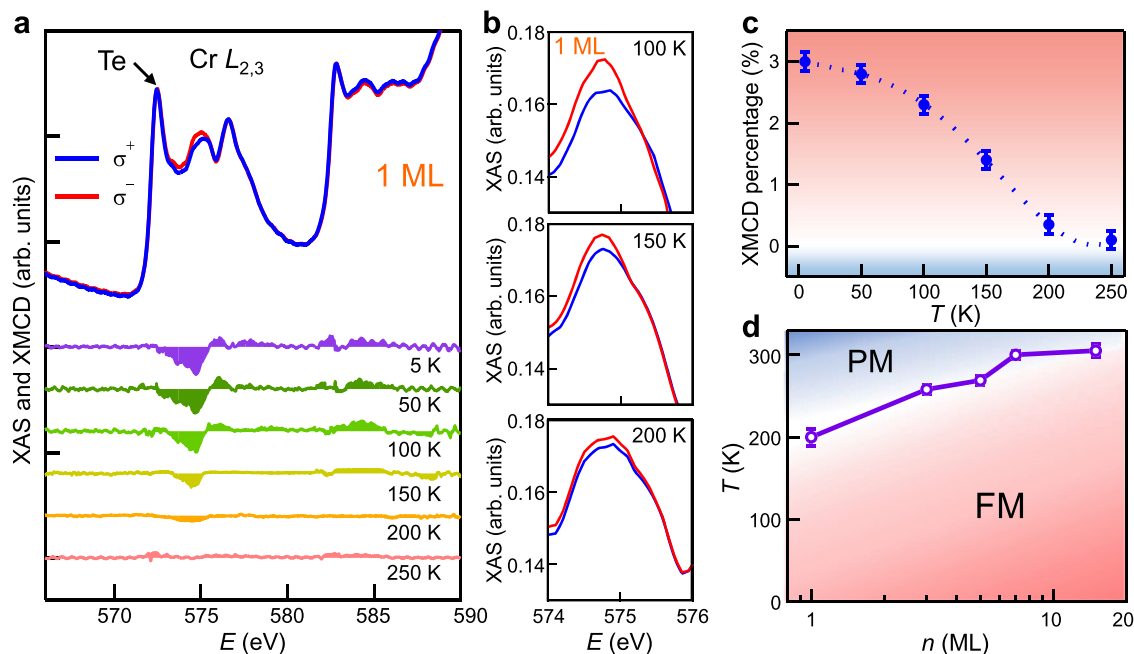 a
Te
Cr L2,3
σ+
σ−
1 ML
XAS and XMCD (arb. units)
5 K
50 K
100 K
150 K
200 K
250 K
570 575 580 585 590
E (eV)
b
0.18
0.16
0.14
XAS (arb. units)
1 ML
100 K
0.18
0.16
0.14
XAS (arb. units)
150 K
0.18
0.16
0.14
XAS (arb. units)
200 K
574 575 576
E (eV)
c
3
2
1
0
XMCD percentage (%)
0 50 100 150 200 250
T (K)
d
300
200
100
0
T (K)
PM
FM
1 10 20
n (ML)